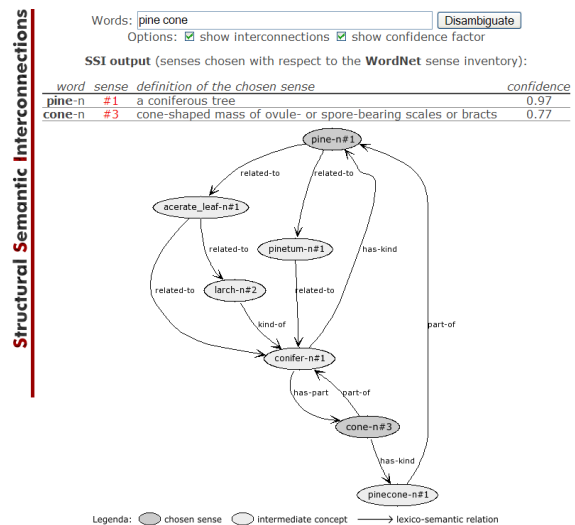 Structural Semantic Interconnections
Words: pine cone Disambiguate
Options: show interconnections show confidence factor
SSI output (senses chosen with respect to the WordNet sense inventory):
word sense definition of the chosen sense confidence
pine-n #1 a coniferous tree 0.97
cone-n #3 cone-shaped mass of ovule- or spore-bearing scales or bracts 0.77
pine-n#1
related-to related-to
acerate_leaf-n#1
related-to pinetum-n#1 has-kind
related-to larch-n#2 related-to
kind-of part-of
conifer-n#1
has-part part-of
cone-n#3
has-kind
pinecone-n#1
Legenda: chosen sense intermediate concept lexico-semantic relation